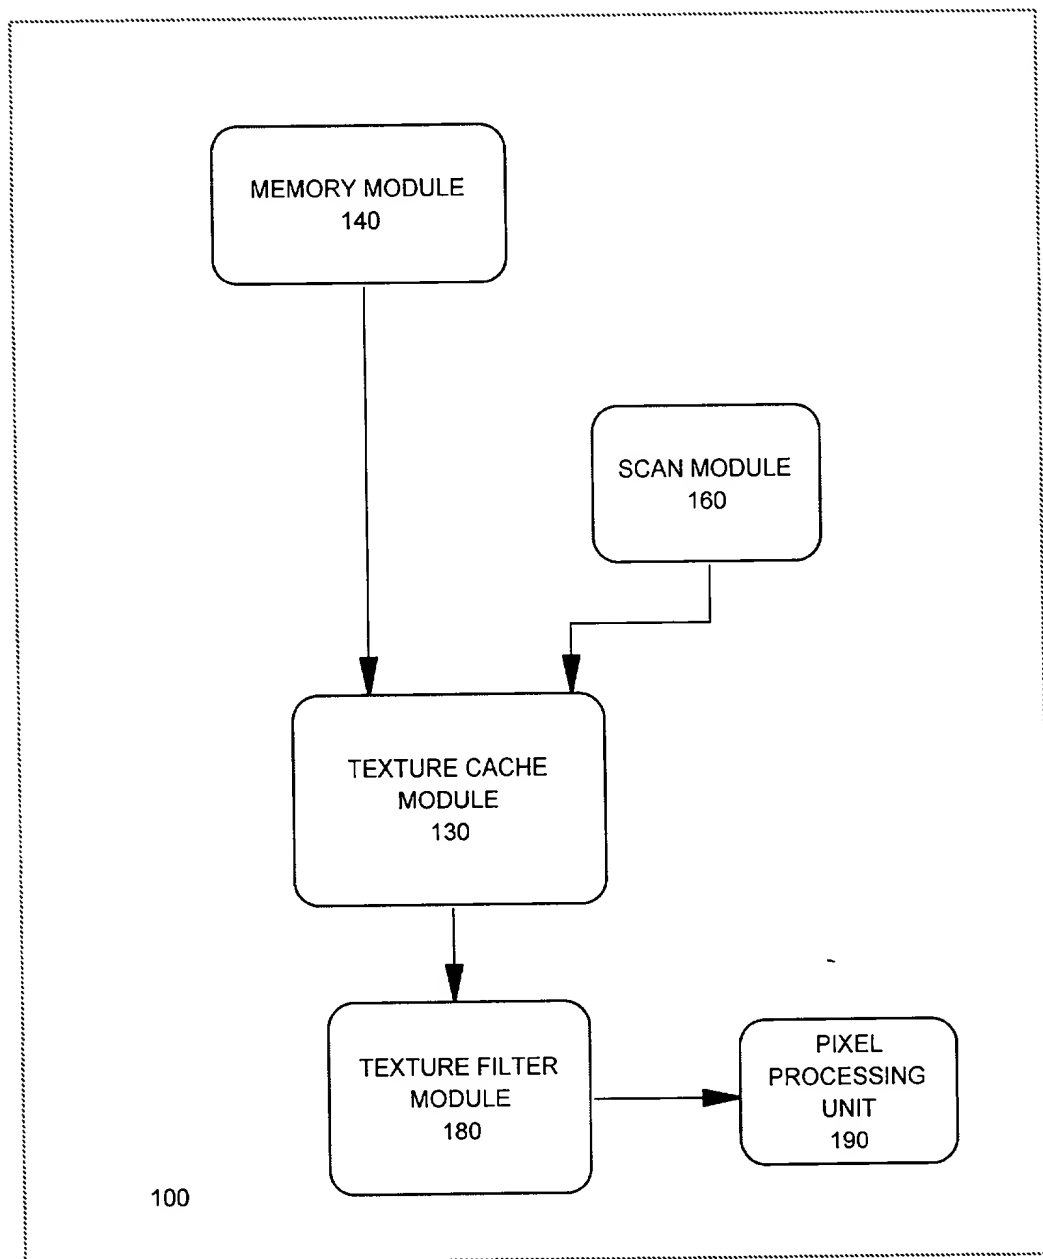 MEMORY MODULE
140
SCAN MODULE
160
TEXTURE CACHE
MODULE
130
TEXTURE FILTER
MODULE
180
PIXEL
PROCESSING
UNIT
190
100